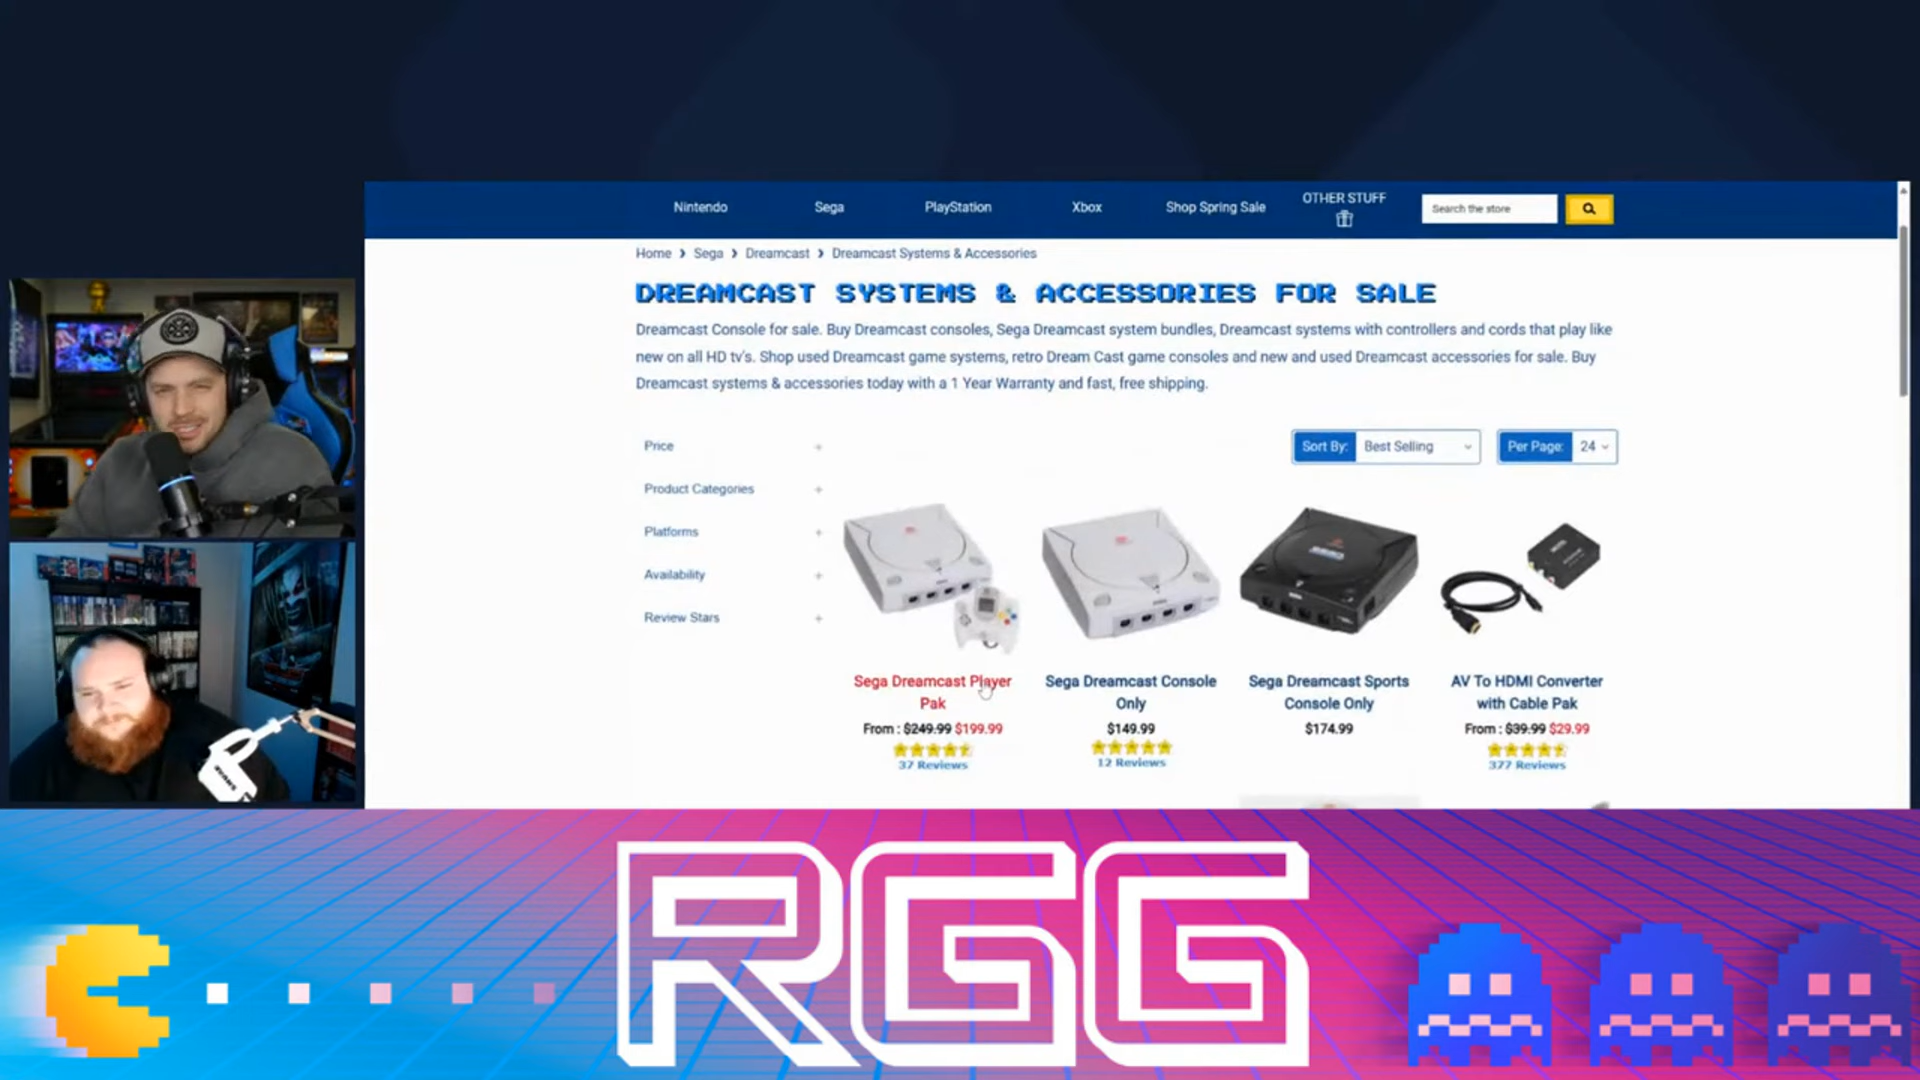 Nintendo
Sega
PlayStation
Xbox
Shop Spring Sale
OTHER STUFF
Search the store
Home › Sega › Dreamcast › Dreamcast Systems & Accessories
DREAMCAST SYSTEMS & ACCESSORIES FOR SALE
Dreamcast Console for sale. Buy Dreamcast consoles, Sega Dreamcast system bundles, Dreamcast systems with controllers and cords that play like
new on all HD tv's. Shop used Dreamcast game systems, retro Dream Cast game consoles and new and used Dreamcast accessories for sale. Buy
Dreamcast systems & accessories today with a 1 Year Warranty and fast, free shipping.
Price +
Product Categories +
Platforms +
Availability +
Review Stars +
Sort By: Best Selling
Per Page: 24
Sega Dreamcast Player
Pak
From : $249.99 $199.99
37 Reviews
Sega Dreamcast Console
Only
$149.99
12 Reviews
Sega Dreamcast Sports
Console Only
$174.99
AV To HDMI Converter
with Cable Pak
From : $39.99 $29.99
377 Reviews
RGG